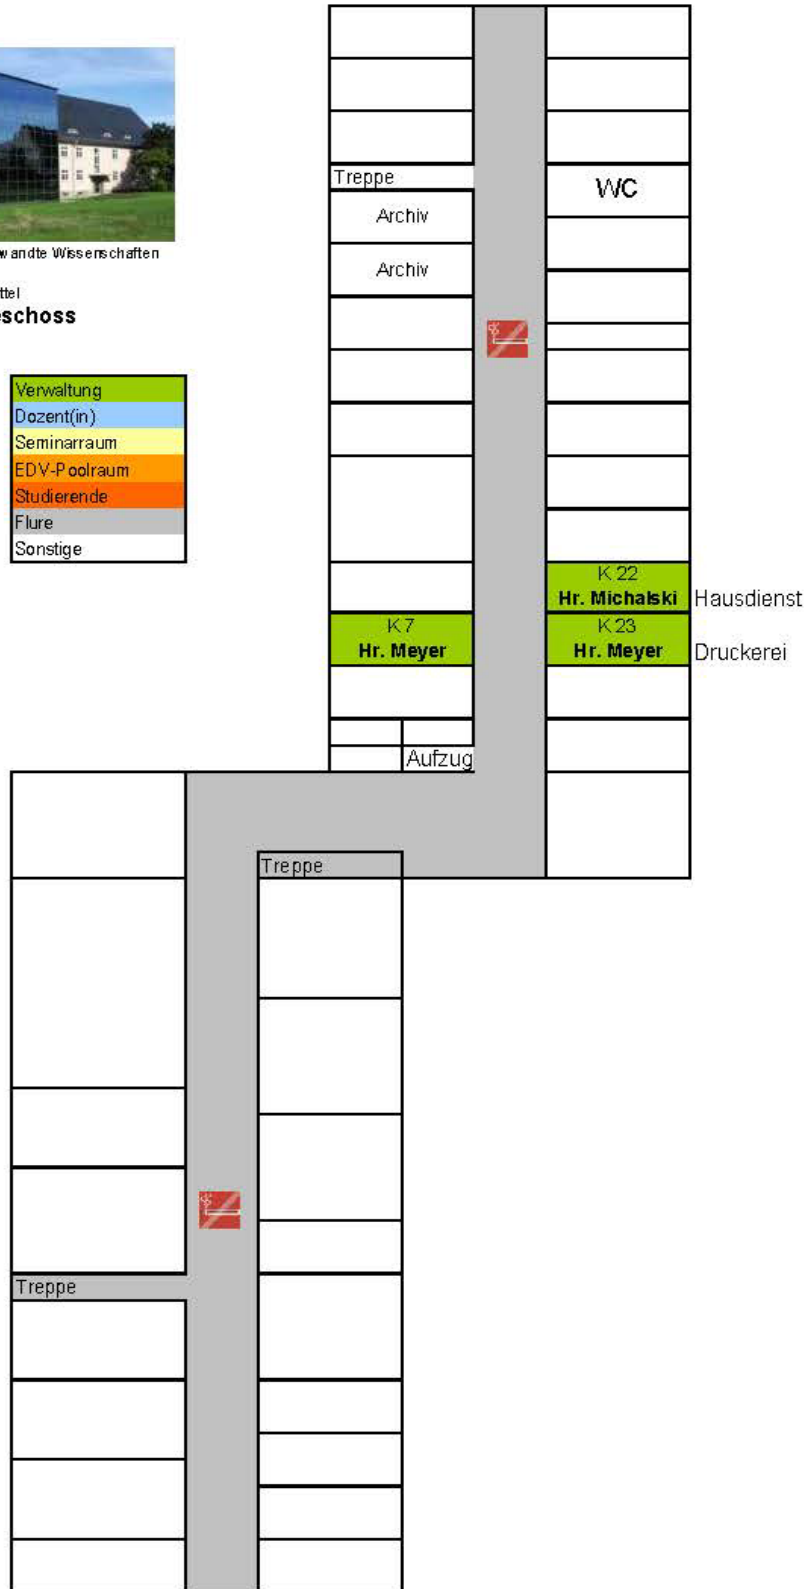 wandte Wissenschaften
ttel
schoss
Verwaltung
Dozent(in)
Seminarraum
EDV-Poolraum
Studierende
Flure
Sonstige
Treppe
WC
Archiv
Archiv
K 22
Hr. Michalski
Hausdienst
K 7
Hr. Meyer
K 23
Hr. Meyer
Druckerei
Aufzug
Treppe
Treppe